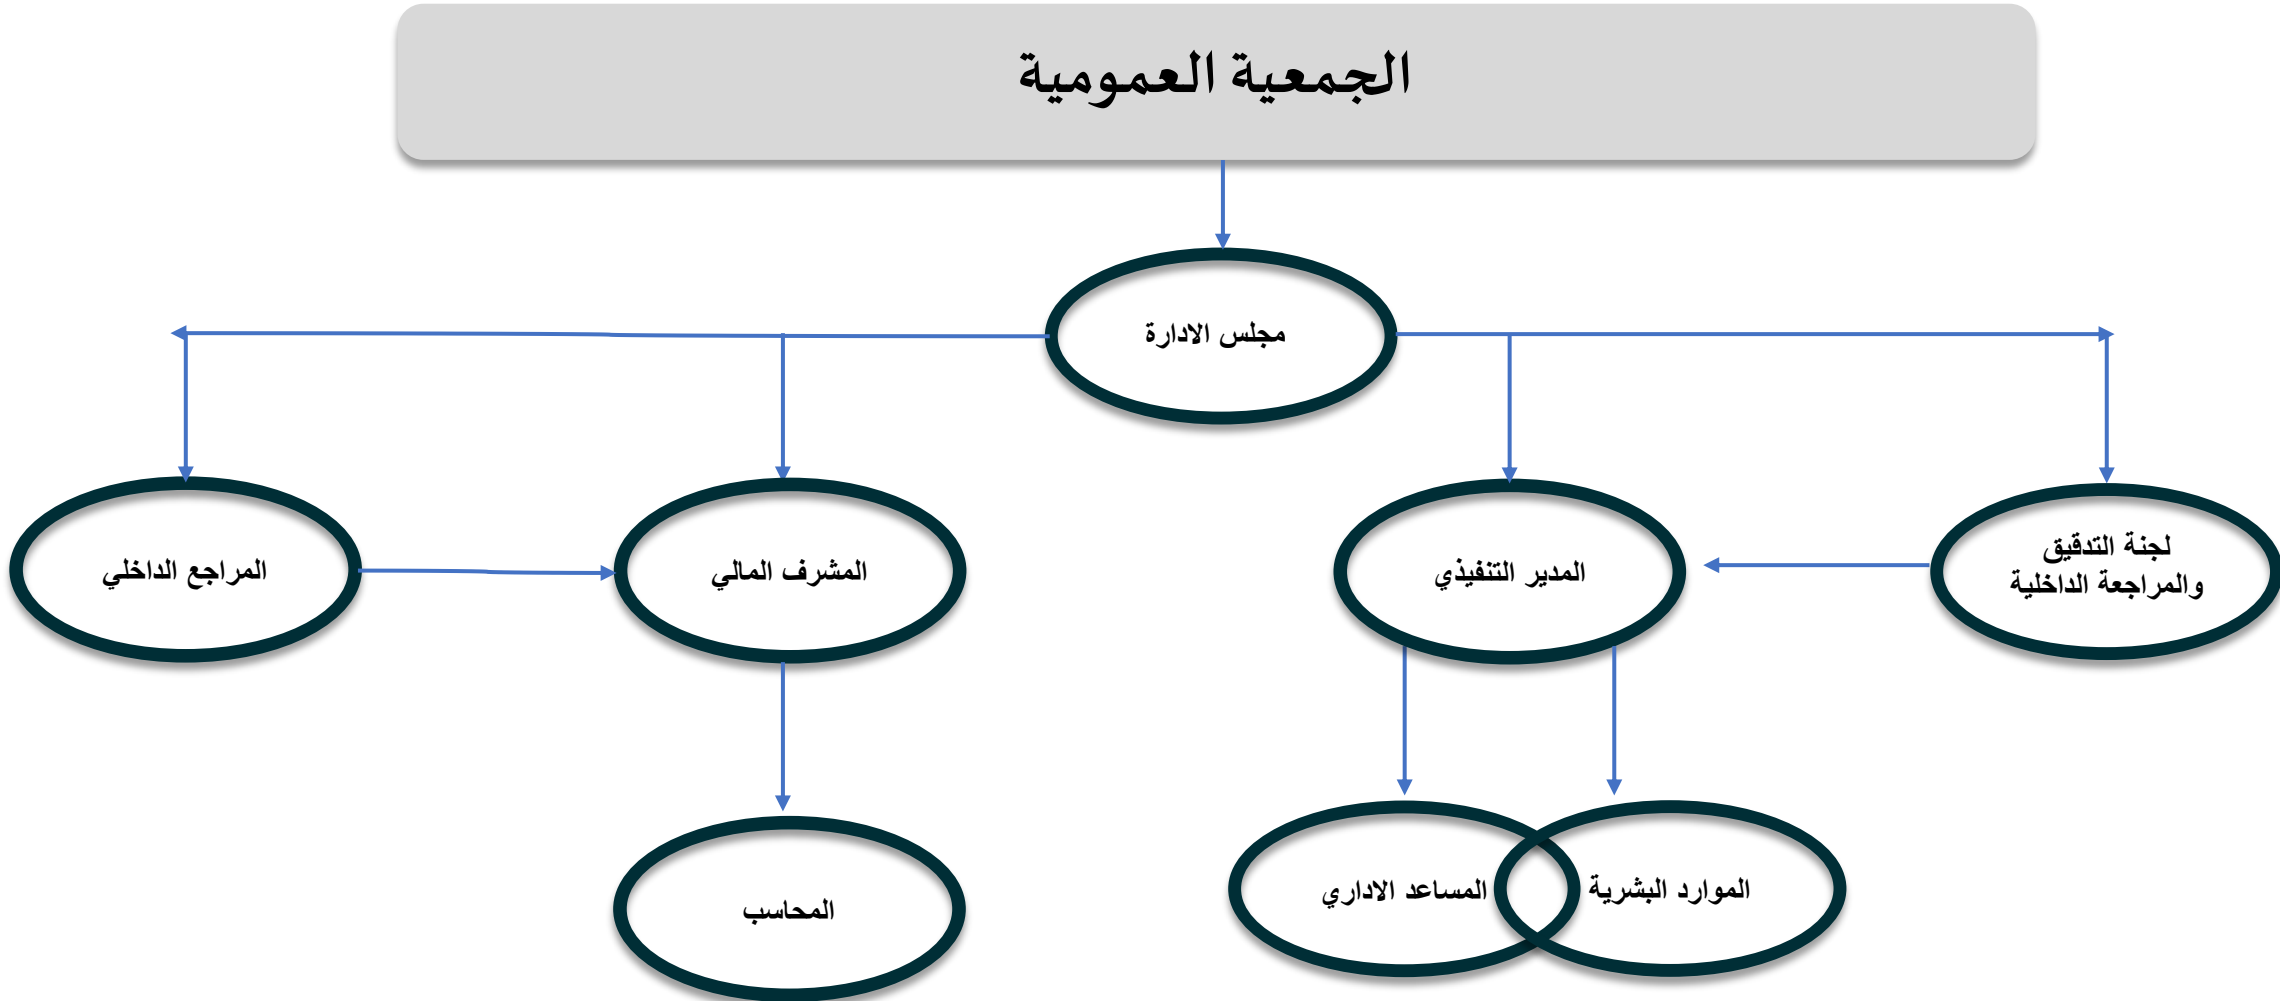 الجمعية العمومية
مجلس الادارة
لجنة التدقيق
والمراجعة الداخلية
المدير التنفيذي
المشرف المالي
المراجع الداخلي
الموارد البشرية
المساعد الاداري
المحاسب